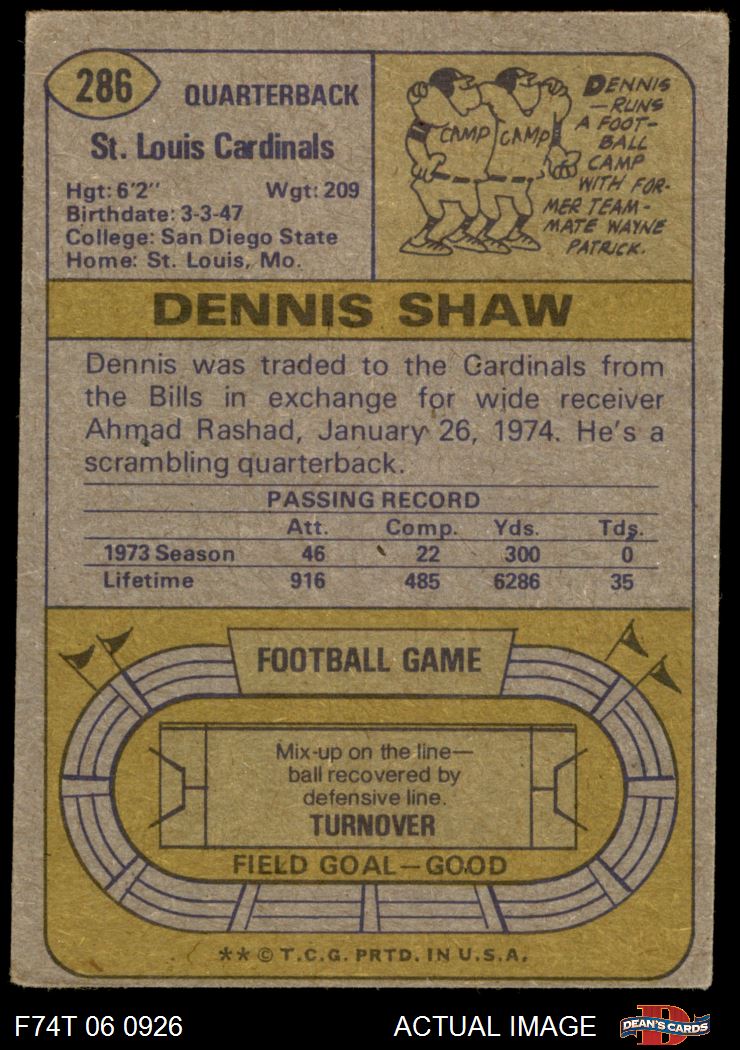 286
QUARTERBACK
St. Louis Cardinals
Hgt: 6'2" Wgt: 209
Birthdate: 3-3-47
College: San Diego State
Home: St. Louis, Mo.
CAMP
CAMP
DENNIS
—RUNS
A FOOT-
BALL
CAMP
WITH FOR-
MER TEAM-
MATE WAYNE
PATRICK.
DENNIS SHAW
Dennis was traded to the Cardinals from
the Bills in exchange for wide receiver
Ahmad Rashad, January 26, 1974. He's a
scrambling quarterback.
PASSING RECORD
Att. Comp. Yds. Tds.
1973 Season 46 22 300 0
Lifetime 916 485 6286 35
FOOTBALL GAME
Mix-up on the line—
ball recovered by
defensive line.
TURNOVER
FIELD GOAL—GOOD
** © T.C.G. PRTD. IN U.S.A.
F74T 06 0926 ACTUAL IMAGE
D
DEAN'S CARDS